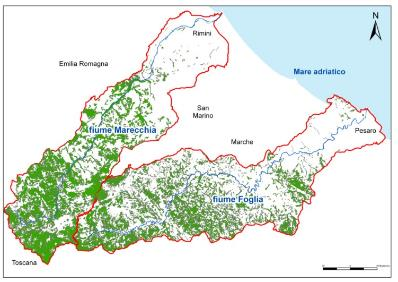 N
Rimini
Emilia Romagna
Mare adriatico
San
Marino
fiume Marecchia
Marche
Pesaro
fiume Foglia
Toscana